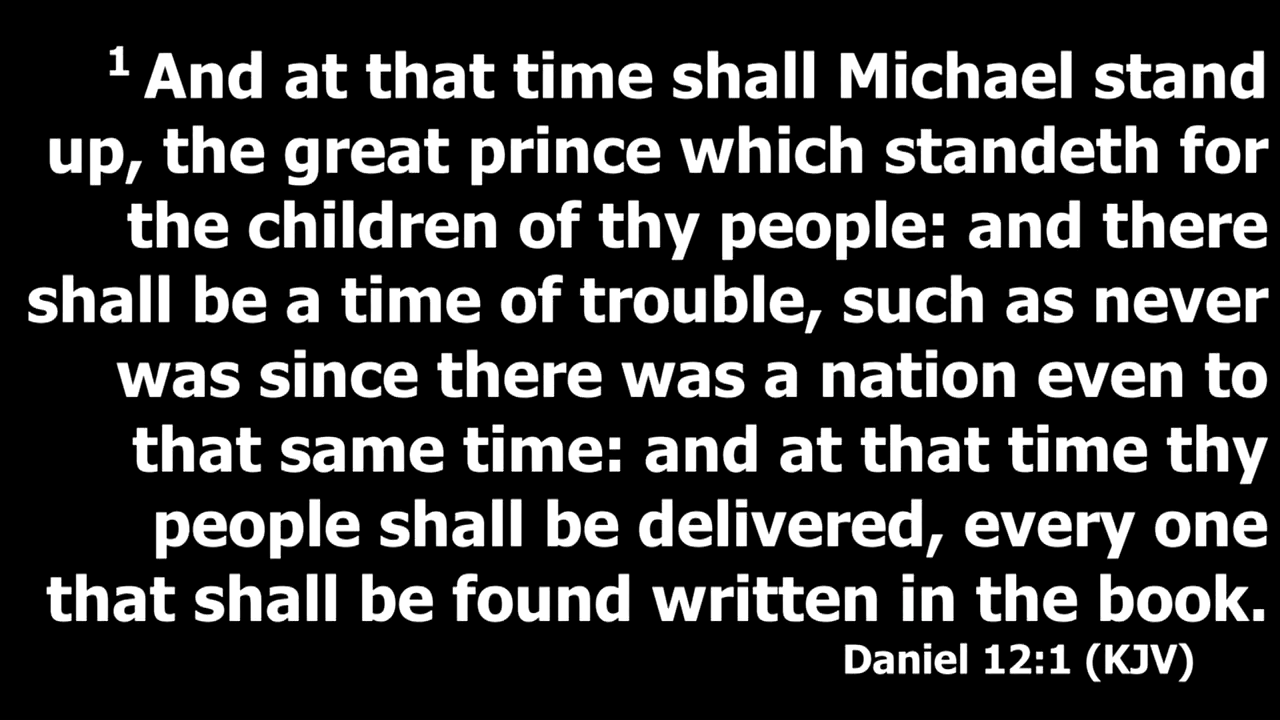 1 And at that time shall Michael stand
up, the great prince which standeth for
the children of thy people: and there
shall be a time of trouble, such as never
was since there was a nation even to
that same time: and at that time thy
people shall be delivered, every one
that shall be found written in the book.
Daniel 12:1 (KJV)